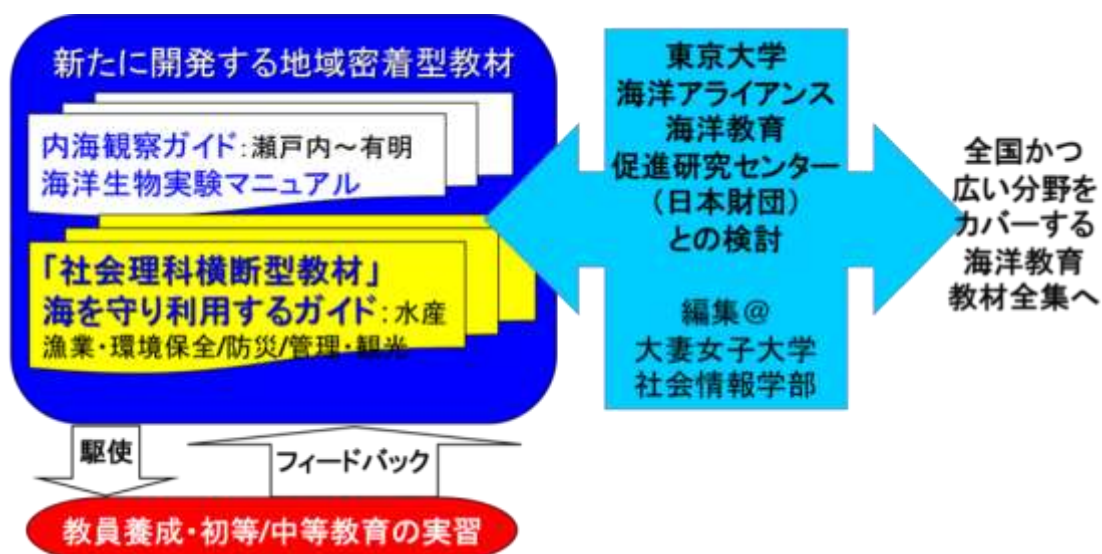 新たに開発する地域密着型教材
内海観察ガイド：瀬戸内～有明
海洋生物実験マニュアル
「社会理科横断型教材」
海を守り利用するガイド：水産
漁業・環境保全/防災/管理・観光
駆使
フィードバック
教員養成・初等/中等教育の実習
東京大学
海洋アライアンス
海洋教育
促進研究センター
（日本財団）
との検討
編集＠
大妻女子大学
社会情報学部
全国かつ
広い分野を
カバーする
海洋教育
教材全集へ